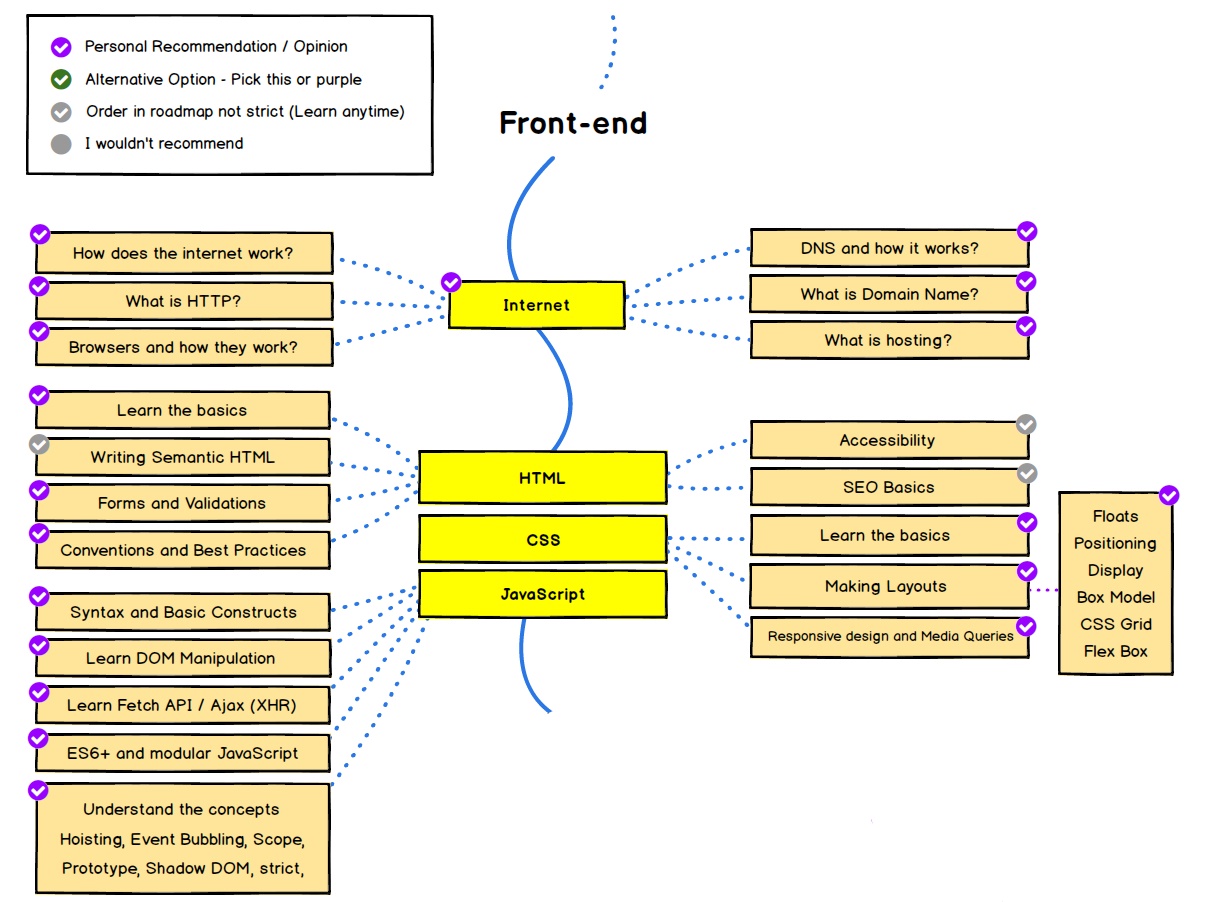 Personal Recommendation / Opinion
Alternative Option - Pick this or purple
Order in roadmap not strict (Learn anytime)
I wouldn't recommend
Front-end
How does the internet work?
What is HTTP?
Browsers and how they work?
Internet
DNS and how it works?
What is Domain Name?
What is hosting?
Learn the basics
Writing Semantic HTML
Forms and Validations
Conventions and Best Practices
HTML
CSS
JavaScript
Accessibility
SEO Basics
Learn the basics
Making Layouts
Responsive design and Media Queries
Floats
Positioning
Display
Box Model
CSS Grid
Flex Box
Syntax and Basic Constructs
Learn DOM Manipulation
Learn Fetch API / Ajax (XHR)
ES6+ and modular JavaScript
Understand the concepts
Hoisting, Event Bubbling, Scope,
Prototype, Shadow DOM, strict,